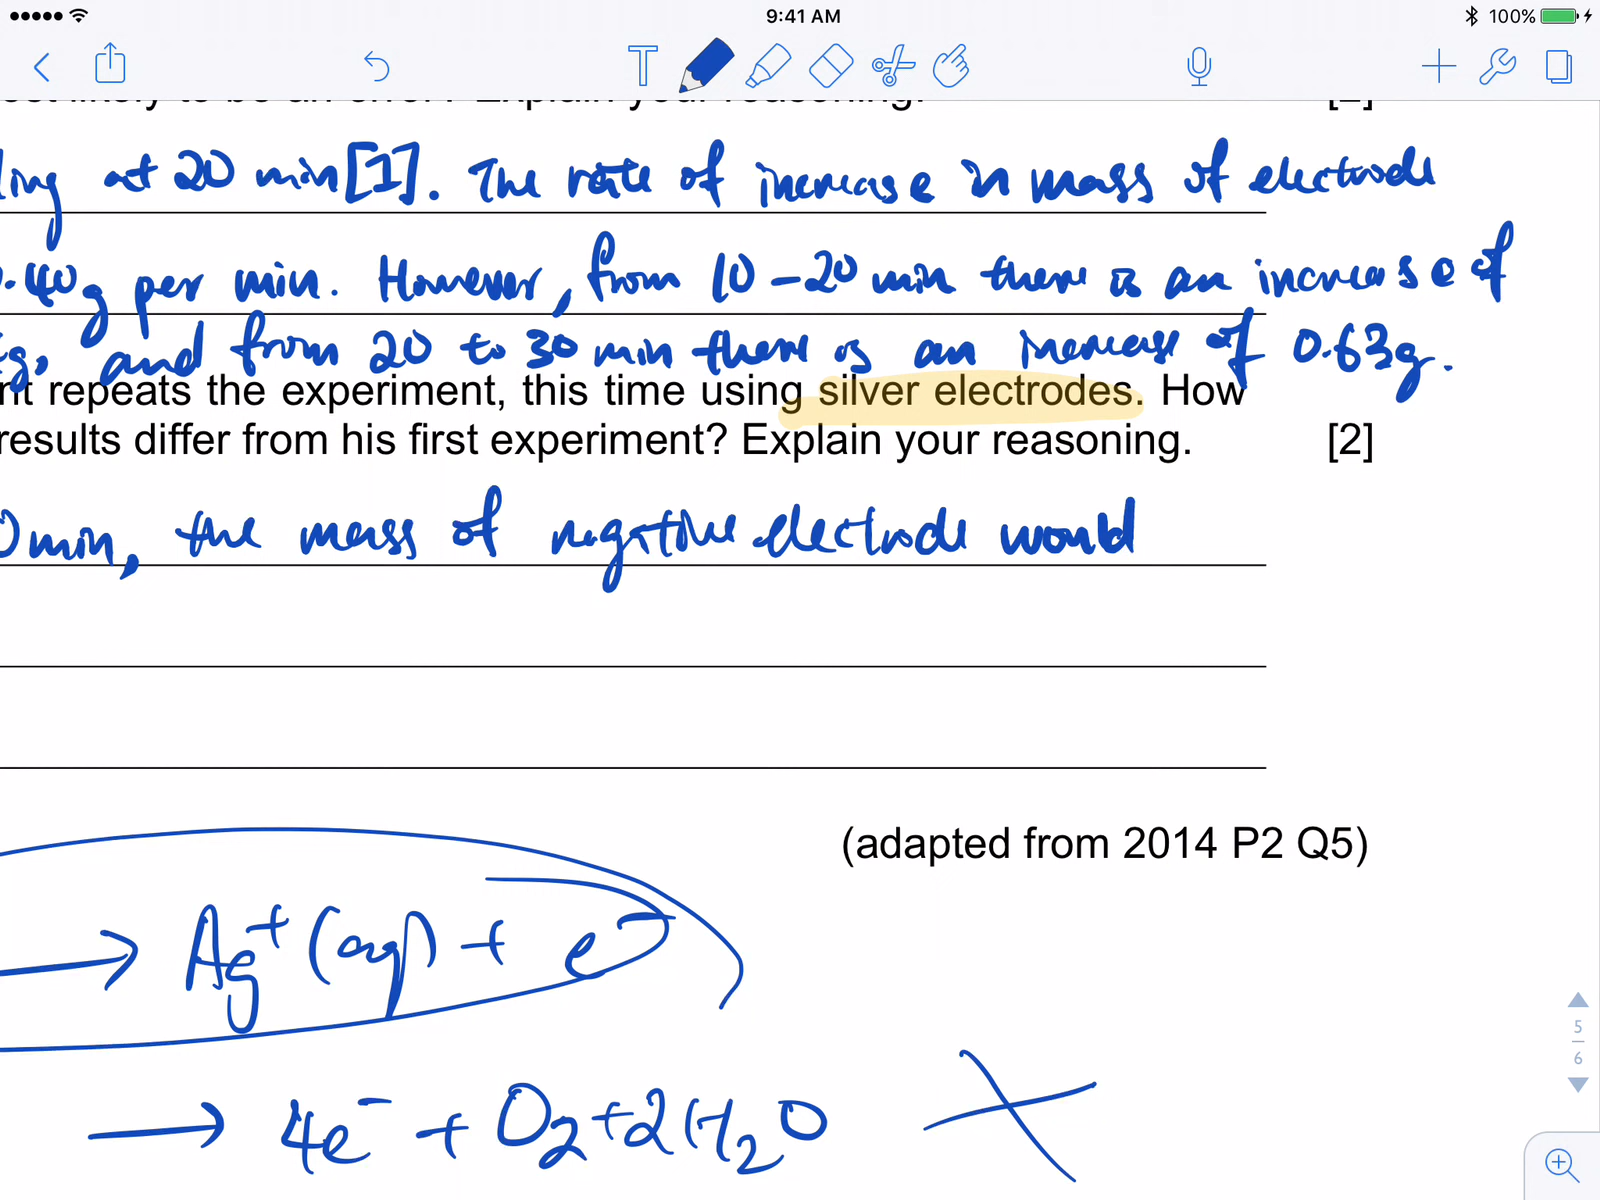 9:41 AM 100%
T
[2]
ling at 20 min [1]. The rate of increase in mass of electrode
.40g per min. However, from 10 - 20 min there is an increase of
g, and from 20 to 30 min there is an increase of 0.63g.
nt repeats the experiment, this time using silver electrodes. How
results differ from his first experiment? Explain your reasoning. [2]
0 min, the mass of negative electrode would
(adapted from 2014 P2 Q5)
→ Ag⁺ (aq) + e⁻
5
6
→ 4e⁻ + O₂ + 2H₂O